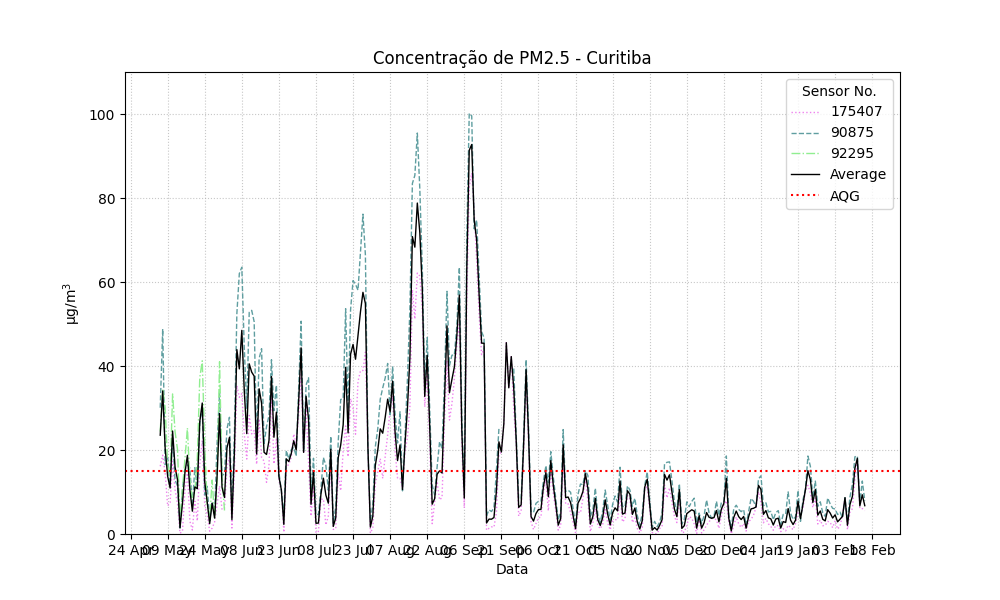 Concentração de PM2.5 - Curitiba
Sensor No.
175407
90875
92295
Average
AQG
100
80
60
40
20
0
µg/m³
24 Apr 09 May 24 May 08 Jun 23 Jun 08 Jul 23 Jul 07 Aug 22 Aug 06 Sep 21 Sep 06 Oct 21 Oct 05 Nov 20 Nov 05 Dec 20 Dec 04 Jan 19 Jan 03 Feb 18 Feb
Data